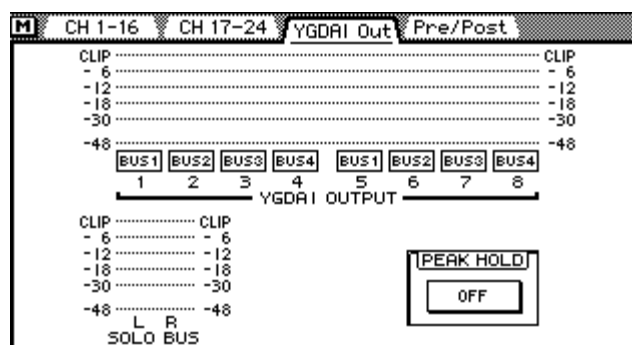 M CH 1-16 CH 17-24 YGDAI Out Pre/Post
CLIP CLIP
- 6 - 6
-12 -12
-18 -18
-30 -30
-48 -48
BUS1 BUS2 BUS3 BUS4 BUS1 BUS2 BUS3 BUS4
1 2 3 4 5 6 7 8
YGDAI OUTPUT
CLIP CLIP
- 6 - 6
-12 -12
-18 -18
-30 -30
-48 -48
L R
SOLO BUS
PEAK HOLD
OFF